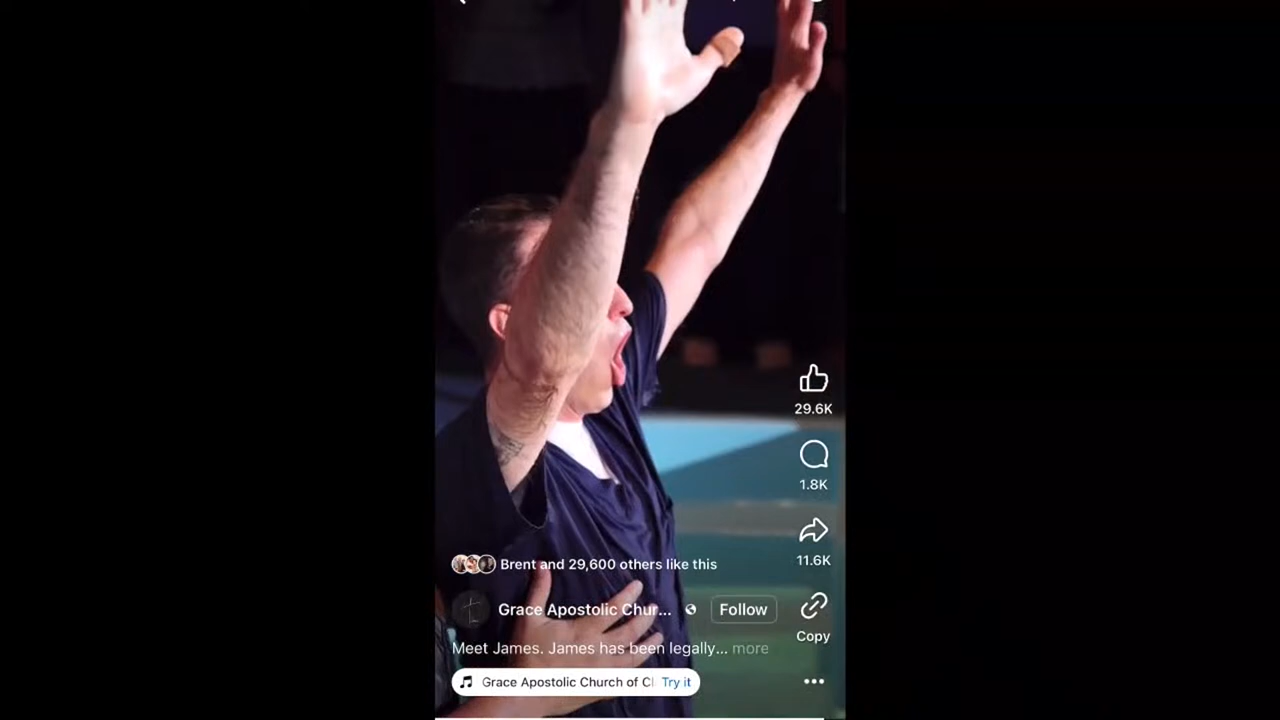 29.6K
1.8K
11.6K
Brent and 29,600 others like this
Grace Apostolic Chur...
Follow
Copy
Meet James. James has been legally... more
Grace Apostolic Church of C
Try it